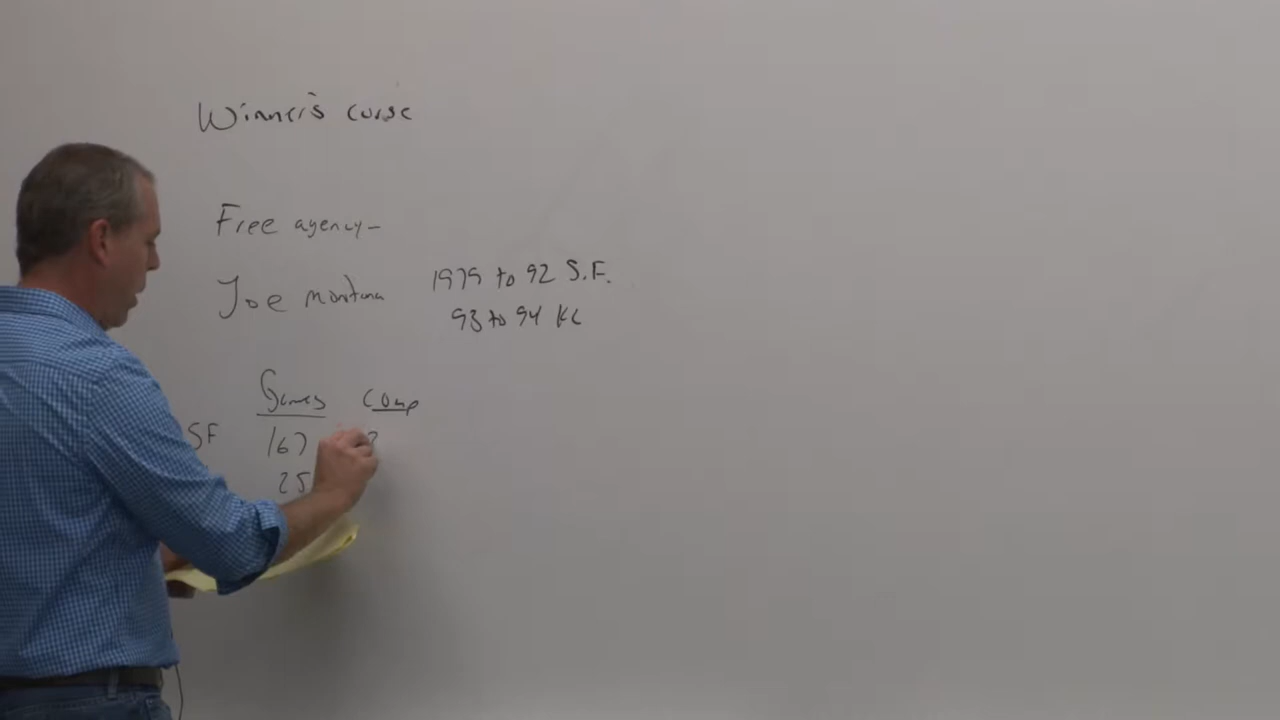 Winner's curse
Free agency-
Joe montana 1979 to 92 S.F.
93 to 94 KC
Games Comp
SF 167
25